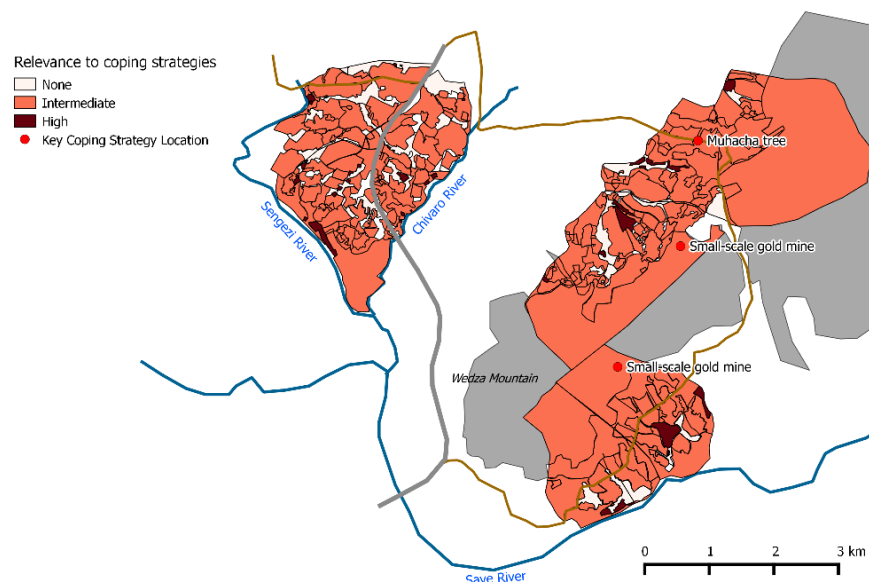 Relevance to coping strategies
None
Intermediate
High
Key Coping Strategy Location
Muhacha tree
Sengezi River
Chivaro River
Small-scale gold mine
Small-scale gold mine
Wedza Mountain
Save River
0 1 2 3 km